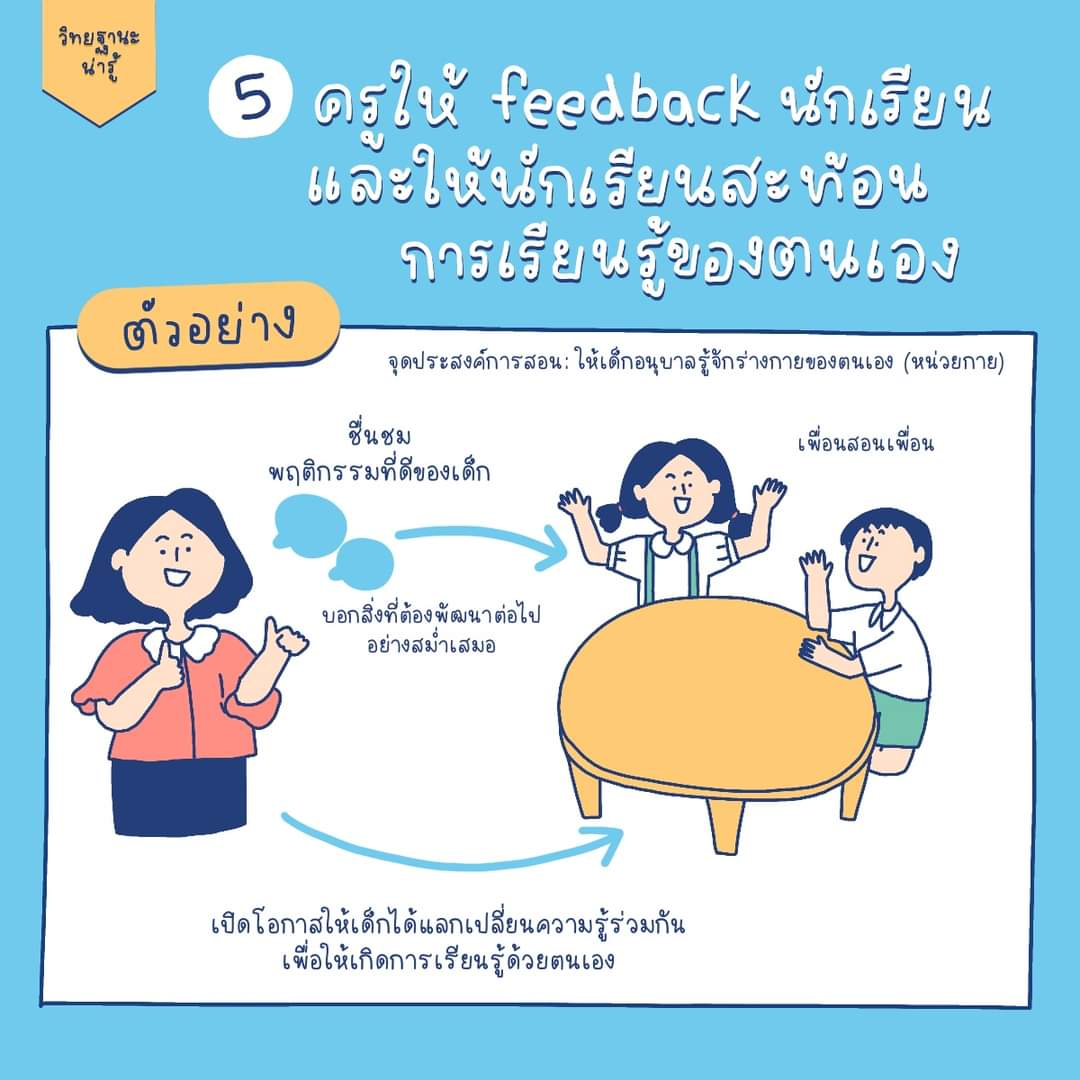 วิทยฐานะ
น่ารู้
5 ครูให้ feedback นักเรียน
และให้นักเรียนสะท้อน
การเรียนรู้ของตนเอง
ตัวอย่าง
จุดประสงค์การสอน: ให้เด็กอนุบาลรู้จักร่างกายของตนเอง (หน่วยกาย)
ชื่นชม
พฤติกรรมที่ดีของเด็ก
เพื่อนสอนเพื่อน
บอกสิ่งที่ต้องพัฒนาต่อไป
อย่างสม่ำเสมอ
เปิดโอกาสให้เด็กได้แลกเปลี่ยนความรู้ร่วมกัน
เพื่อให้เกิดการเรียนรู้ด้วยตนเอง